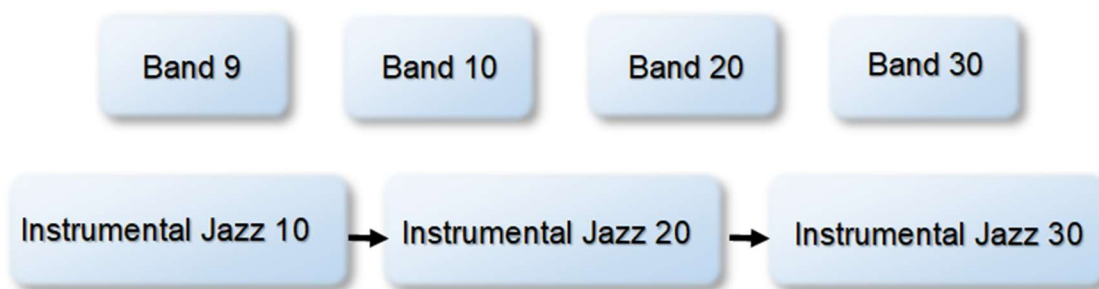 Band 9
Band 10
Band 20
Band 30
Instrumental Jazz 10
Instrumental Jazz 20
Instrumental Jazz 30